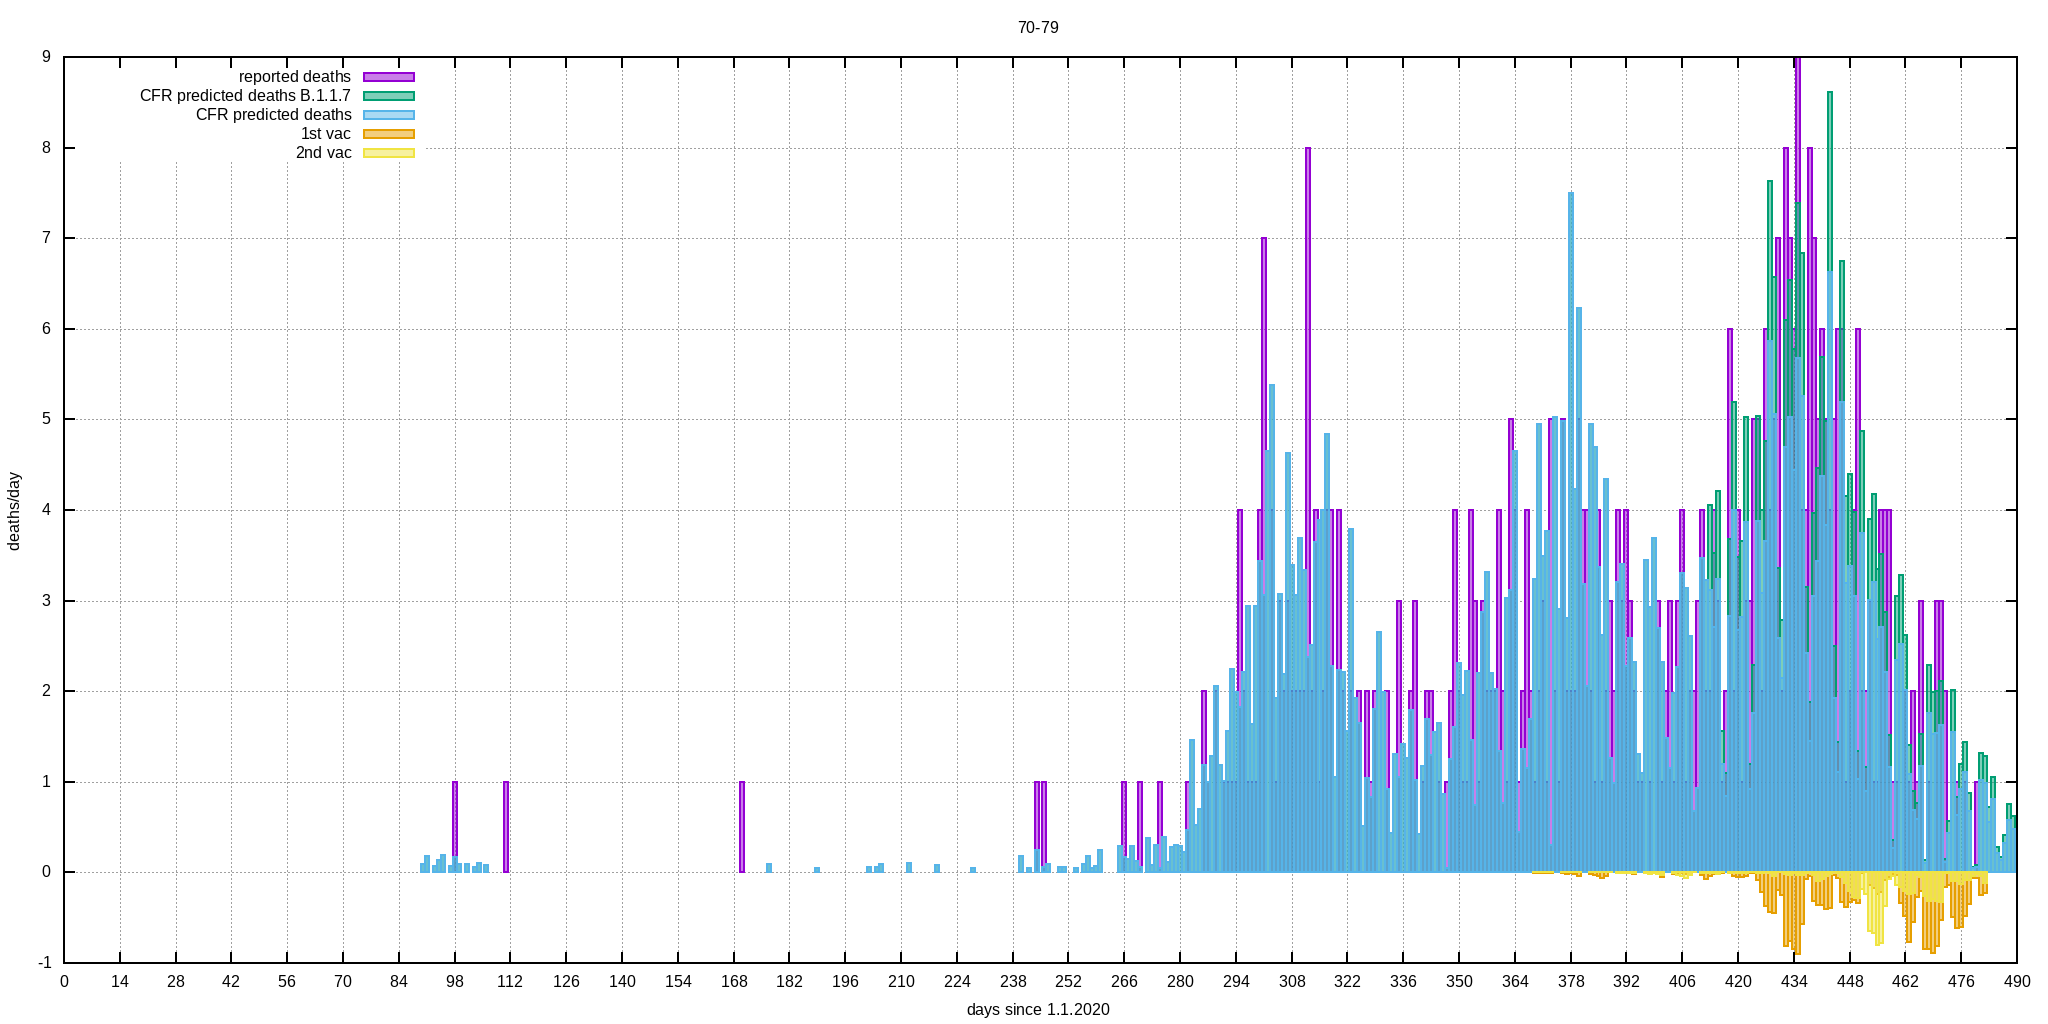 70-79
reported deaths
CFR predicted deaths B.1.1.7
CFR predicted deaths
1st vac
2nd vac
9
8
7
6
5
4
3
2
1
0
-1
deaths/day
0 14 28 42 56 70 84 98 112 126 140 154 168 182 196 210 224 238 252 266 280 294 308 322 336 350 364 378 392 406 420 434 448 462 476 490
days since 1.1.2020